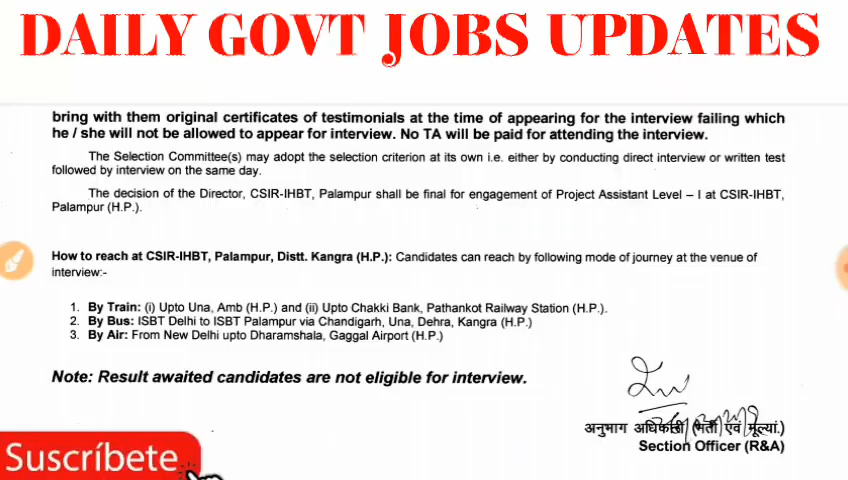 DAILY GOVT JOBS UPDATES
bring with them original certificates of testimonials at the time of appearing for the interview failing which
he / she will not be allowed to appear for interview. No TA will be paid for attending the interview.
The Selection Committee(s) may adopt the selection criterion at its own i.e. either by conducting direct interview or written test
followed by interview on the same day.
The decision of the Director, CSIR-IHBT, Palampur shall be final for engagement of Project Assistant Level – I at CSIR-IHBT,
Palampur (H.P.).
How to reach at CSIR-IHBT, Palampur, Distt. Kangra (H.P.): Candidates can reach by following mode of journey at the venue of
interview:-
1. By Train: (i) Upto Una, Amb (H.P.) and (ii) Upto Chakki Bank, Pathankot Railway Station (H.P.).
2. By Bus: ISBT Delhi to ISBT Palampur via Chandigarh, Una, Dehra, Kangra (H.P.)
3. By Air: From New Delhi upto Dharamshala, Gaggal Airport (H.P.)
Note: Result awaited candidates are not eligible for interview.
अनुभाग अधिकारी (भर्ती एवं मूल्यां.)
Section Officer (R&A)
Suscríbete